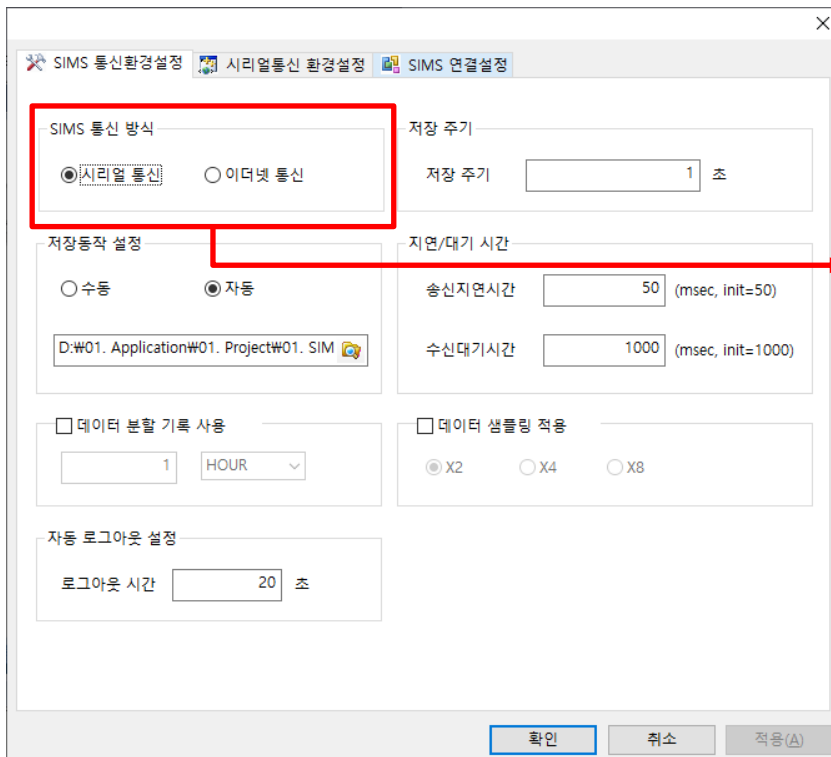 SIMS 통신환경설정 시리얼통신 환경설정 SIMS 연결설정
SIMS 통신 방식
시리얼 통신 이더넷 통신
저장 주기
저장 주기 1 초
저장동작 설정
수동 자동
D:₩01. Application₩01. Project₩01. SIM
지연/대기 시간
송신지연시간 50 (msec, init=50)
수신대기시간 1000 (msec, init=1000)
데이터 분할 기록 사용
1 HOUR
데이터 샘플링 적용
X2 X4 X8
자동 로그아웃 설정
로그아웃 시간 20 초
확인 취소 적용(A)